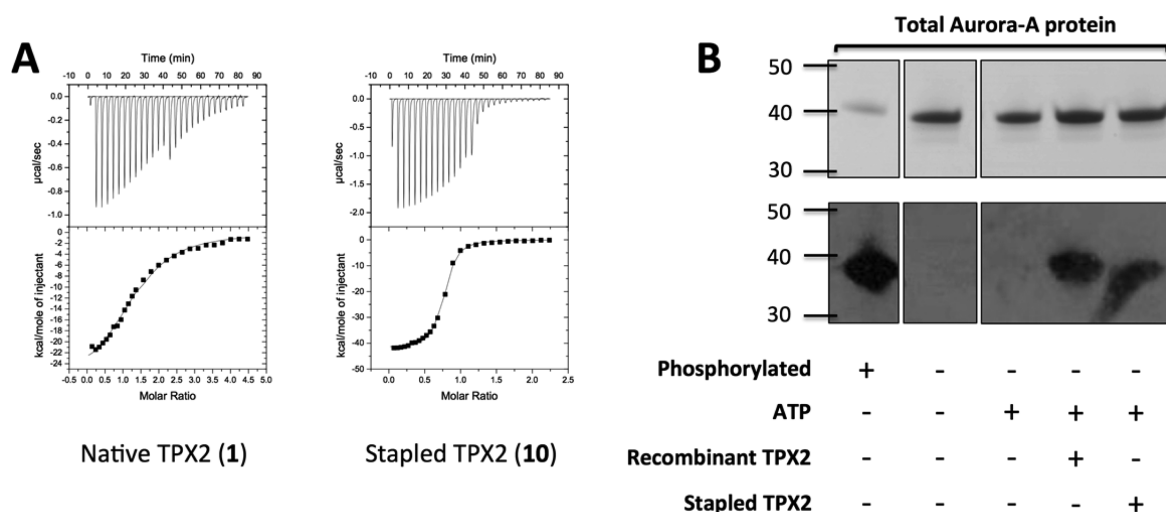 A
Time (min)
-10 0 10 20 30 40 50 60 70 80 90
0.0
-0.2
-0.4
-0.6
-0.8
-1.0
µcal/sec
0
-2
-4
-6
-8
-10
-12
-14
-16
-18
-20
-22
-24
kcal/mole of injectant
-0.5 0.0 0.5 1.0 1.5 2.0 2.5 3.0 3.5 4.0 4.5 5.0
Molar Ratio
Native TPX2 (1)
Time (min)
-10 0 10 20 30 40 50 60 70 80 90
0.0
-0.5
-1.0
-1.5
-2.0
µcal/sec
0
-10
-20
-30
-40
-50
kcal/mole of injectant
0.0 0.5 1.0 1.5 2.0 2.5
Molar Ratio
Stapled TPX2 (10)
B
Total Aurora-A protein
50
40
30
50
40
30
Phosphorylated + - - - -
ATP - - + + +
Recombinant TPX2 - - - + -
Stapled TPX2 - - - - +